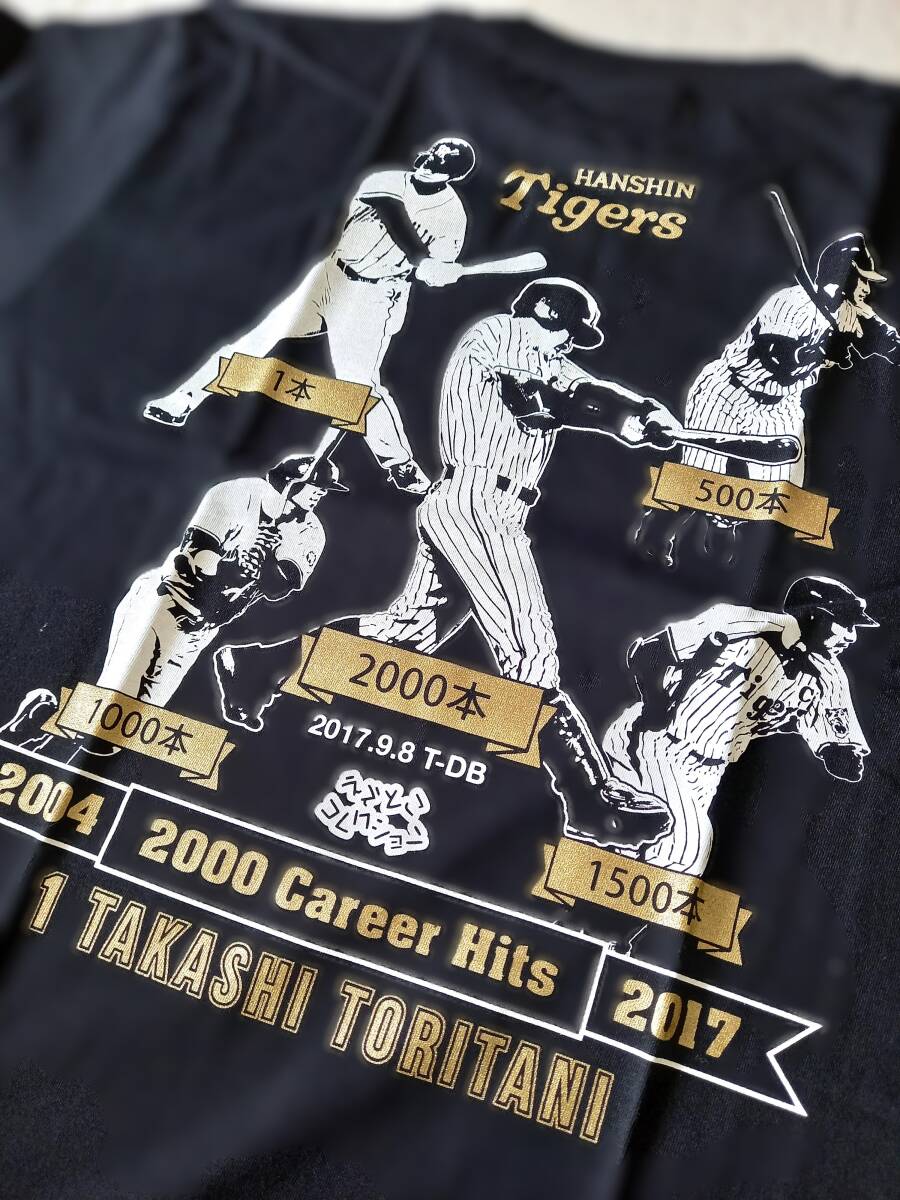 HANSHIN
Tigers
1本
500本
2000本
2017.9.8 T-DB
1000本
1500本
2004
2000 Career Hits
2017
1 TAKASHI TORITANI